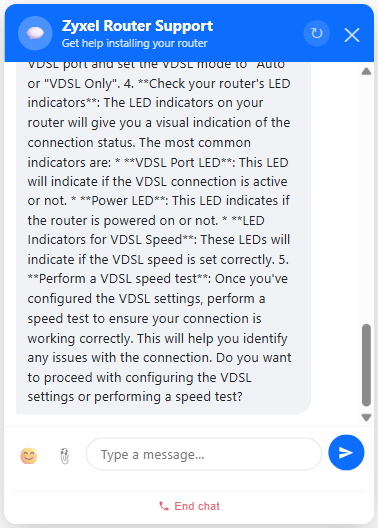 Zyxel Router Support
Get help installing your router
VDSL port and set the VDSL mode to "Auto"
or "VDSL Only". 4. **Check your router's LED
indicators**: The LED indicators on your
router will give you a visual indication of the
connection status. The most common
indicators are: * **VDSL Port LED**: This LED
will indicate if the VDSL connection is active
or not. * **Power LED**: This LED indicates if
the router is powered on or not. * **LED
Indicators for VDSL Speed**: These LEDs will
indicate if the VDSL speed is set correctly. 5.
**Perform a VDSL speed test**: Once you've
configured the VDSL settings, perform a
speed test to ensure your connection is
working correctly. This will help you identify
any issues with the connection. Do you want
to proceed with configuring the VDSL
settings or performing a speed test?
Type a message...
End chat